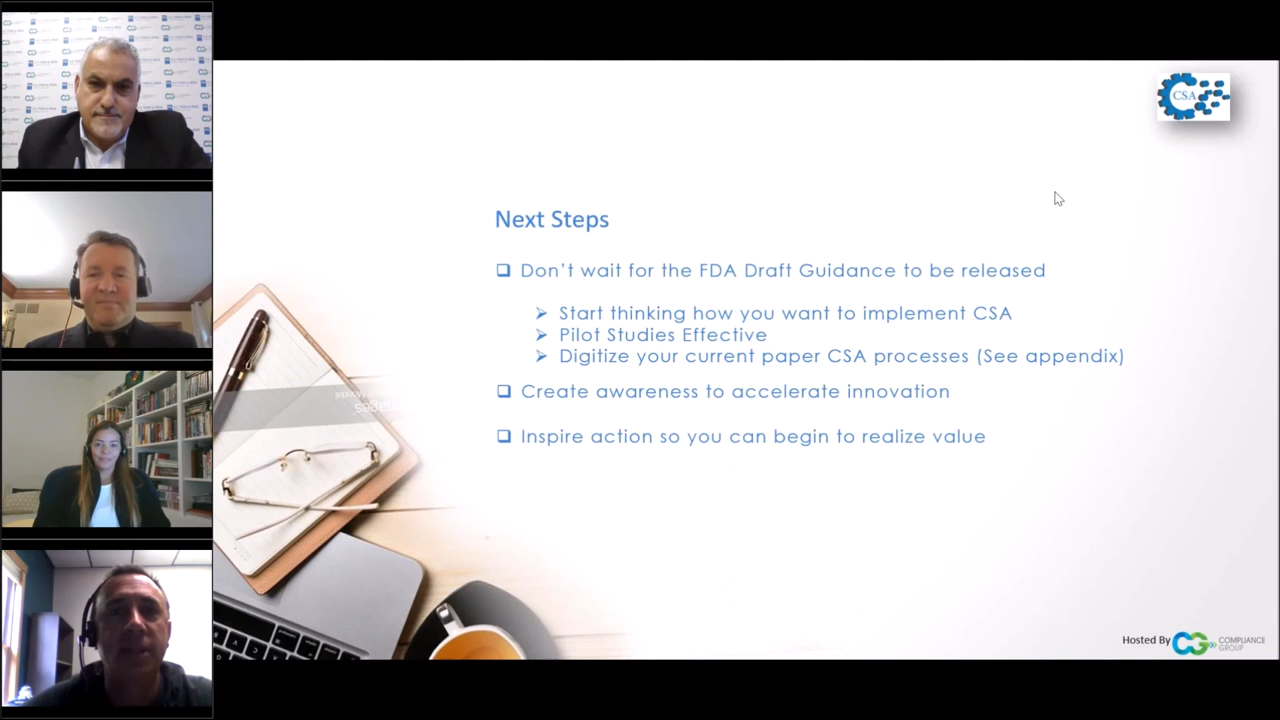 CSA
Next Steps
❑ Don't wait for the FDA Draft Guidance to be released
➢ Start thinking how you want to implement CSA
➢ Pilot Studies Effective
➢ Digitize your current paper CSA processes (See appendix)
❑ Create awareness to accelerate innovation
❑ Inspire action so you can begin to realize value
Hosted By CG COMPLIANCE
GROUP